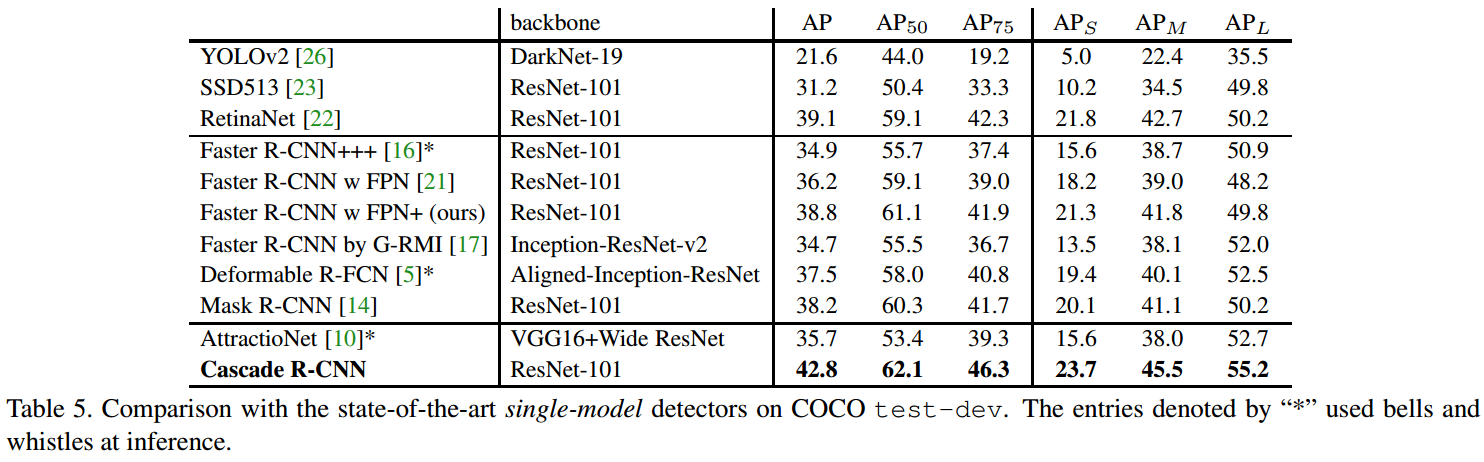 backbone AP AP50 AP75 APS APM APL
YOLOv2 [26] DarkNet-19 21.6 44.0 19.2 5.0 22.4 35.5
SSD513 [23] ResNet-101 31.2 50.4 33.3 10.2 34.5 49.8
RetinaNet [22] ResNet-101 39.1 59.1 42.3 21.8 42.7 50.2
Faster R-CNN+++ [16]* ResNet-101 34.9 55.7 37.4 15.6 38.7 50.9
Faster R-CNN w FPN [21] ResNet-101 36.2 59.1 39.0 18.2 39.0 48.2
Faster R-CNN w FPN+ (ours) ResNet-101 38.8 61.1 41.9 21.3 41.8 49.8
Faster R-CNN by G-RMI [17] Inception-ResNet-v2 34.7 55.5 36.7 13.5 38.1 52.0
Deformable R-FCN [5]* Aligned-Inception-ResNet 37.5 58.0 40.8 19.4 40.1 52.5
Mask R-CNN [14] ResNet-101 38.2 60.3 41.7 20.1 41.1 50.2
AttractioNet [10]* VGG16+Wide ResNet 35.7 53.4 39.3 15.6 38.0 52.7
Cascade R-CNN ResNet-101 42.8 62.1 46.3 23.7 45.5 55.2
Table 5. Comparison with the state-of-the-art single-model detectors on COCO test-dev. The entries denoted by “*” used bells and
whistles at inference.